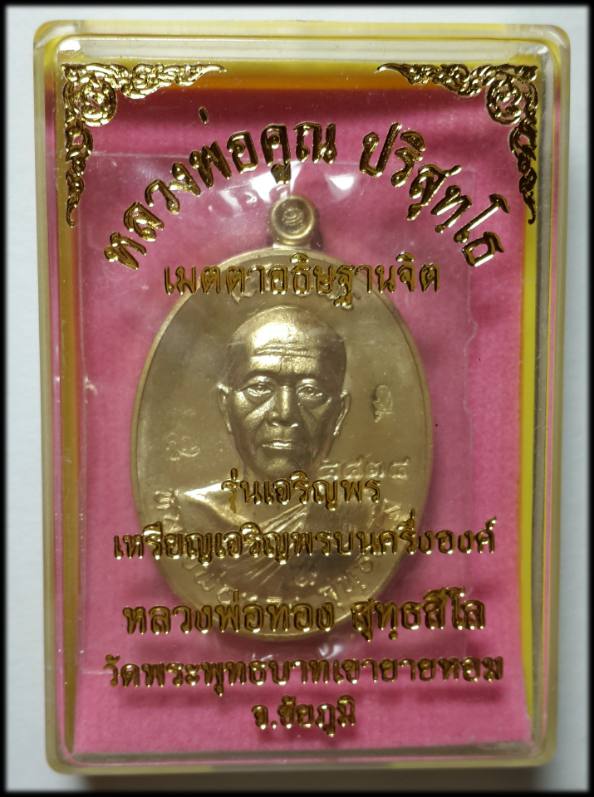 หลวงพ่อคูณ ปริสุทฺโธ
เมตตาอธิษฐานจิต
รุ่นเจริญพร
เหรียญเจริญพรบนครึ่งองค์
หลวงพ่อทอง สุทฺธสีโล
วัดพระพุทธบาทเขายายหอม
จ.ชัยภูมิ